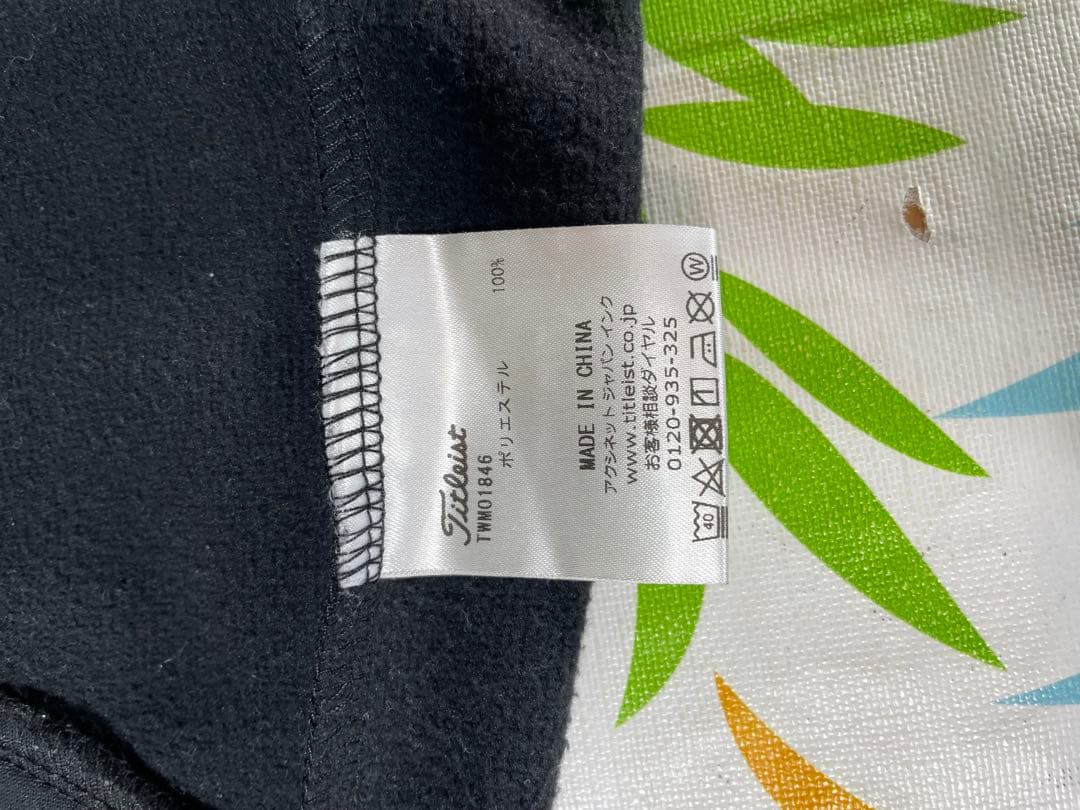 Titleist
TWMO1846
ポリエステル 100%
MADE IN CHINA
アクシネット ジャパン インク
www.titleist.co.jp
お客様相談ダイヤル
0120-935-325
40 W